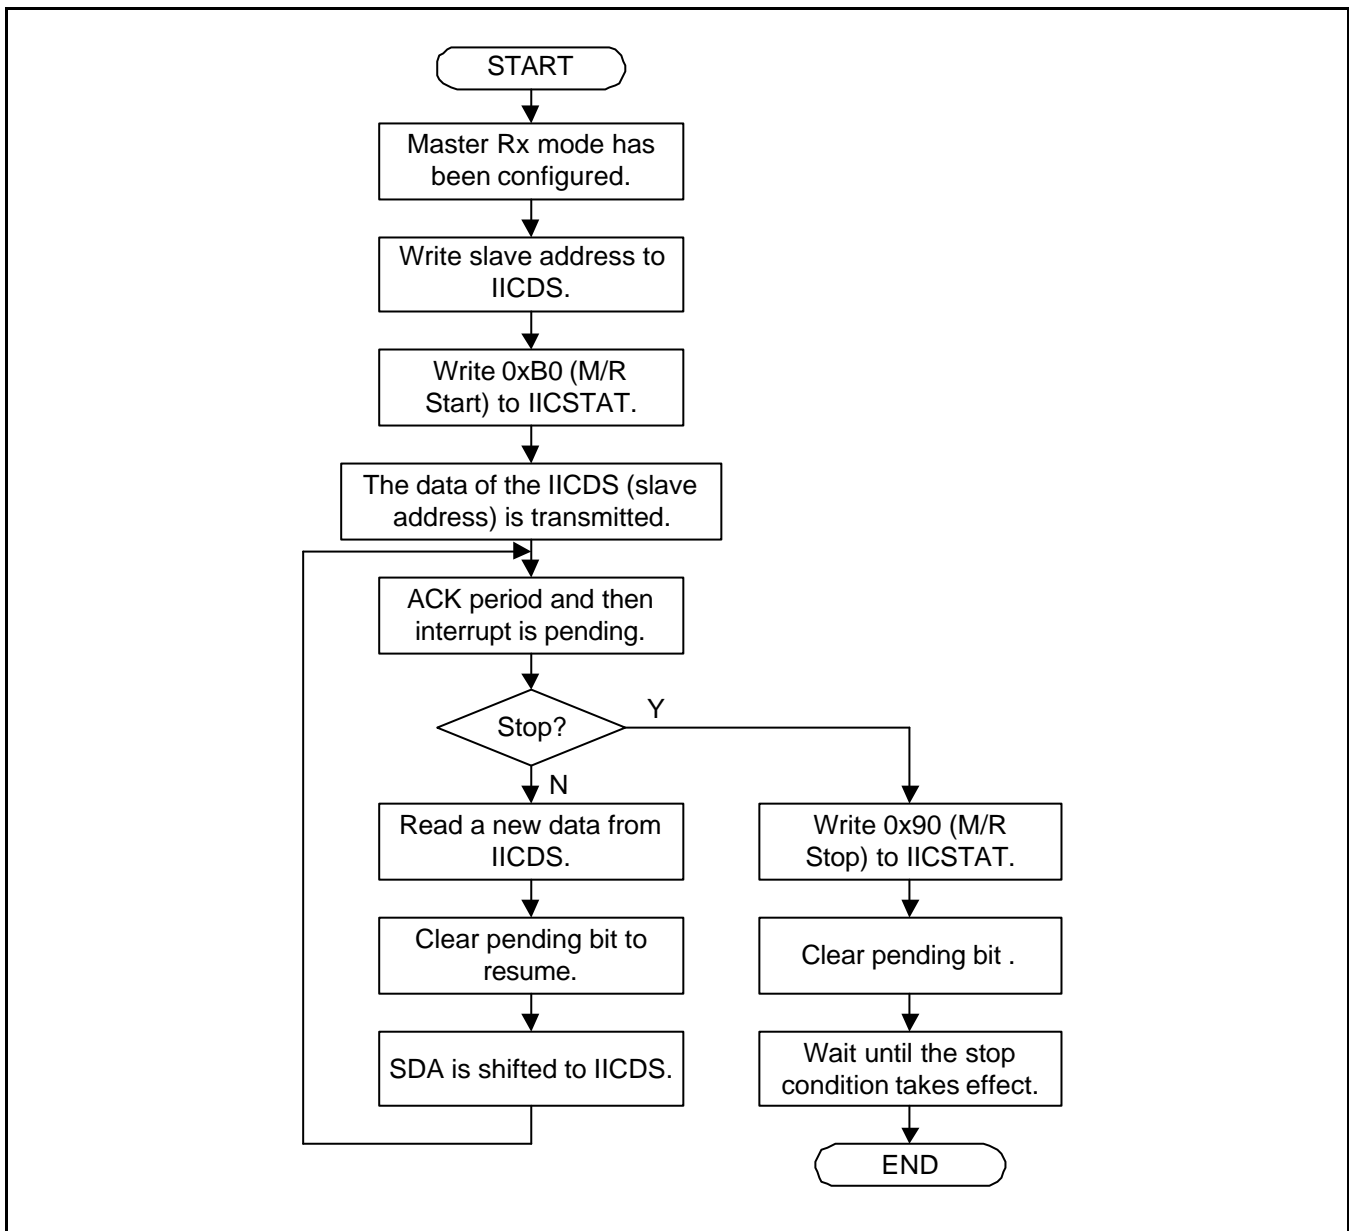 START
Master Rx mode has
been configured.
Write slave address to
IICDS.
Write 0xB0 (M/R
Start) to IICSTAT.
The data of the IICDS (slave
address) is transmitted.
ACK period and then
interrupt is pending.
Stop?
Y
N
Read a new data from
IICDS.
Clear pending bit to
resume.
SDA is shifted to IICDS.
Write 0x90 (M/R
Stop) to IICSTAT.
Clear pending bit .
Wait until the stop
condition takes effect.
END